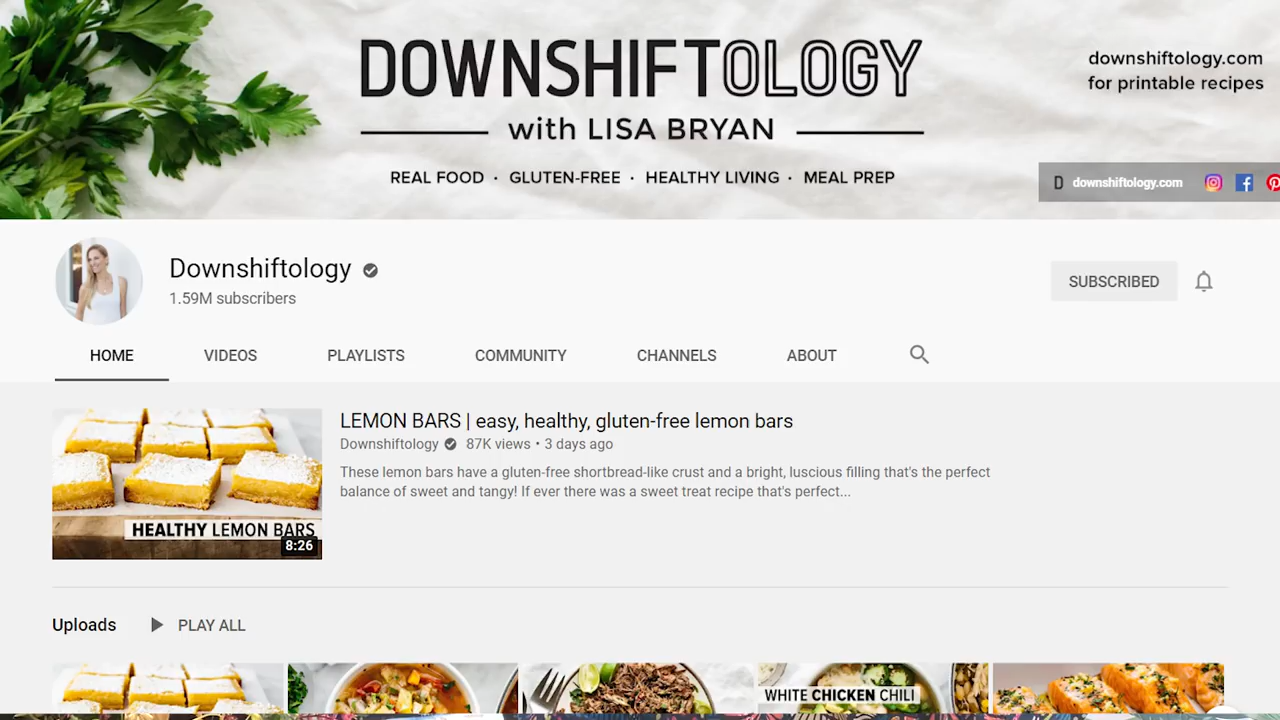 DOWNSHIFTOLOGY
with LISA BRYAN
REAL FOOD · GLUTEN-FREE · HEALTHY LIVING · MEAL PREP
downshiftology.com
for printable recipes
D downshiftology.com
Downshiftology
1.59M subscribers
SUBSCRIBED
HOME VIDEOS PLAYLISTS COMMUNITY CHANNELS ABOUT
HEALTHY LEMON BARS
8:26
LEMON BARS | easy, healthy, gluten-free lemon bars
Downshiftology 87K views • 3 days ago
These lemon bars have a gluten-free shortbread-like crust and a bright, luscious filling that's the perfect
balance of sweet and tangy! If ever there was a sweet treat recipe that's perfect...
Uploads PLAY ALL
WHITE CHICKEN CHILI